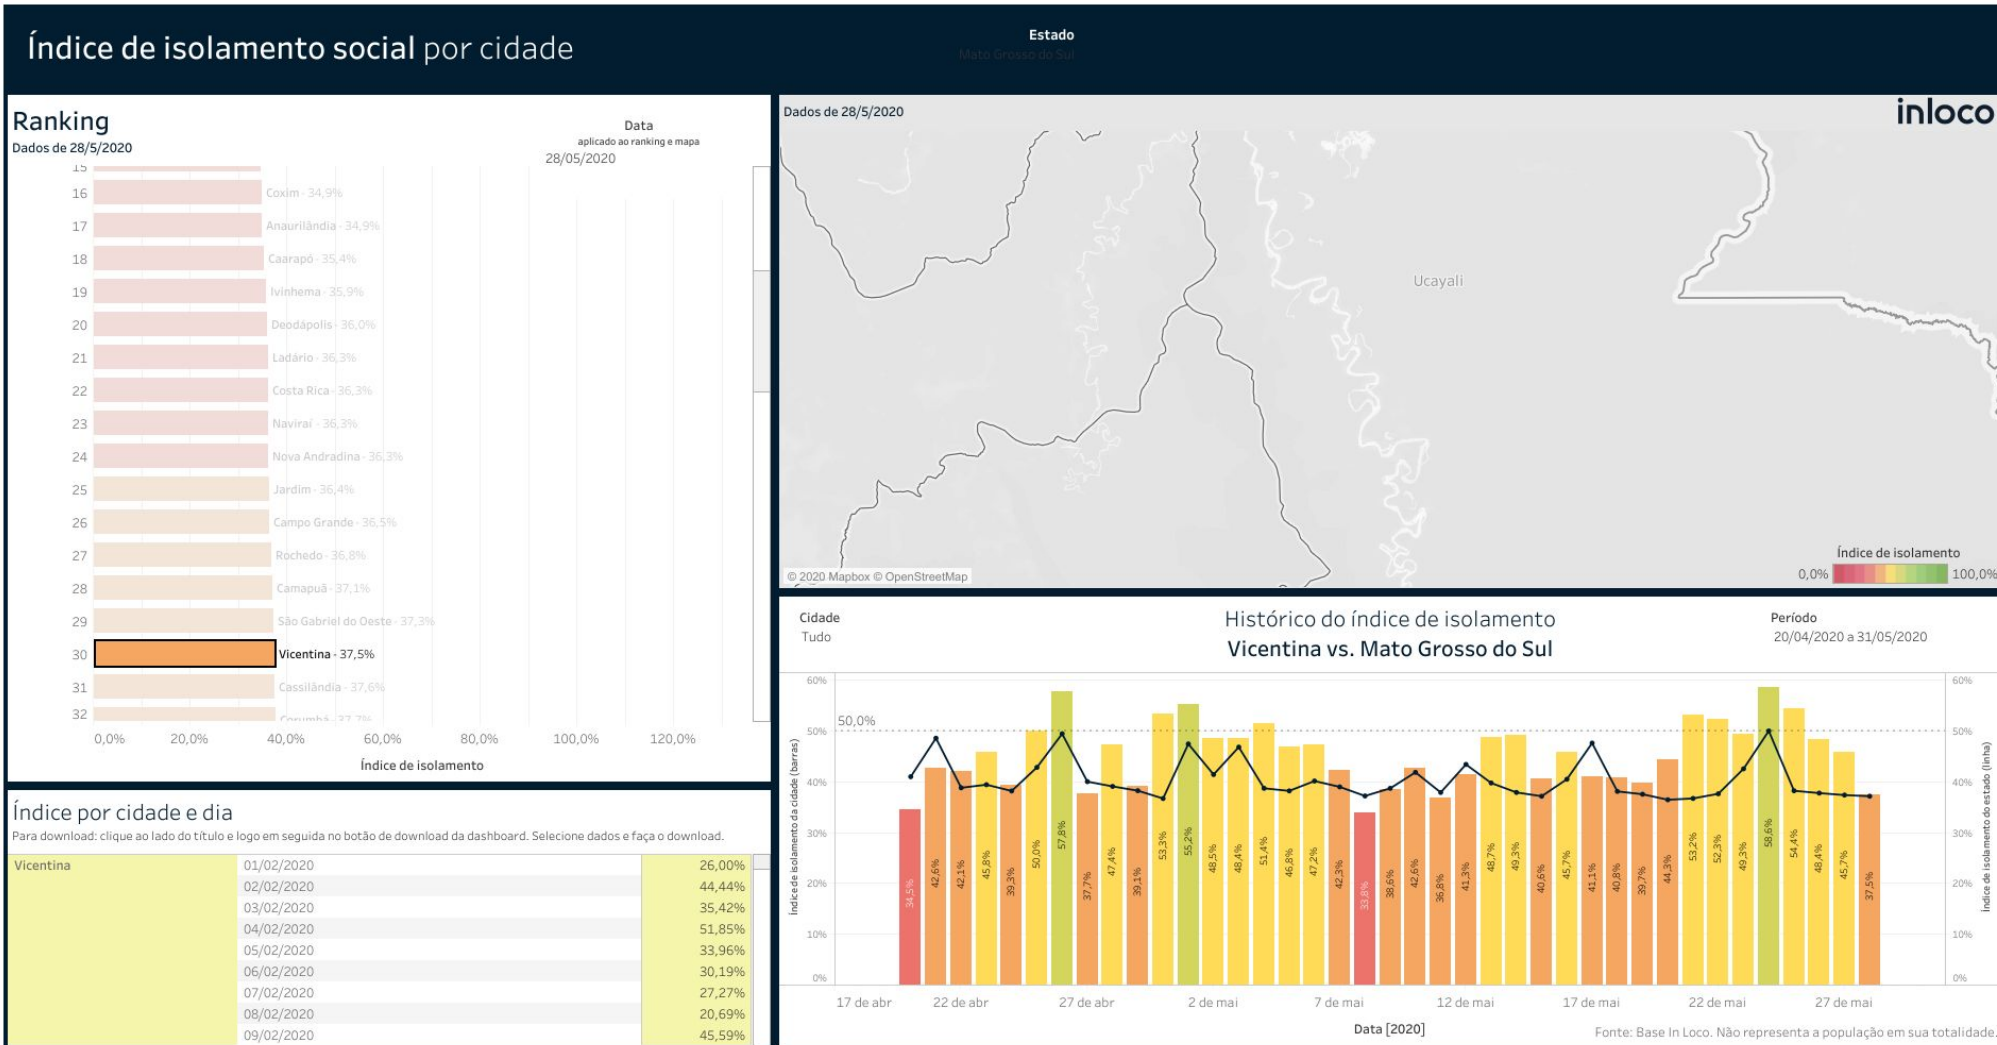 Índice de isolamento social por cidade
Estado
Mato Grosso do Sul
Ranking
Dados de 28/5/2020
Data
aplicado ao ranking e mapa
28/05/2020
15
16 Coxim - 34,9%
17 Anaurilândia - 34,9%
18 Caarapó - 35,4%
19 Ivinhema - 35,9%
20 Deodápolis - 36,0%
21 Ladário - 36,3%
22 Costa Rica - 36,3%
23 Naviraí - 36,3%
24 Nova Andradina - 36,3%
25 Jardim - 36,4%
26 Campo Grande - 36,5%
27 Rochedo - 36,8%
28 Camapuã - 37,1%
29 São Gabriel do Oeste - 37,3%
30 Vicentina - 37,5%
31 Cassilândia - 37,6%
32 Corumbá - 37,7%
0,0% 20,0% 40,0% 60,0% 80,0% 100,0% 120,0%
Índice de isolamento
Índice por cidade e dia
Para download: clique ao lado do título e logo em seguida no botão de download da dashboard. Selecione dados e faça o download.
Vicentina 01/02/2020 26,00%
02/02/2020 44,44%
03/02/2020 35,42%
04/02/2020 51,85%
05/02/2020 33,96%
06/02/2020 30,19%
07/02/2020 27,27%
08/02/2020 20,69%
09/02/2020 45,59%
Dados de 28/5/2020
inloco
Ucayali
© 2020 Mapbox © OpenStreetMap
Índice de isolamento
0,0% 100,0%
Cidade
Tudo
Histórico do índice de isolamento
Vicentina vs. Mato Grosso do Sul
Período
20/04/2020 a 31/05/2020
Índice de isolamento da cidade (barras)
60%
50%
40%
30%
20%
10%
0%
50,0%
34,5% 42,6% 42,1% 45,8% 39,3% 50,0% 57,8% 37,7% 47,4% 39,1% 53,3% 55,2% 48,5% 48,4% 51,4% 46,8% 47,2% 42,3% 33,8% 38,6% 42,6% 36,8% 41,3% 48,7% 49,3% 40,6% 45,7% 41,1% 40,8% 39,7% 44,3% 53,2% 52,3% 49,3% 58,6% 54,4% 48,4% 45,7% 37,5%
60%
50%
40%
30%
20%
10%
0%
Índice de isolamento do estado (linha)
17 de abr 22 de abr 27 de abr 2 de mai 7 de mai 12 de mai 17 de mai 22 de mai 27 de mai
Data [2020]
Fonte: Base In Loco. Não representa a população em sua totalidade.